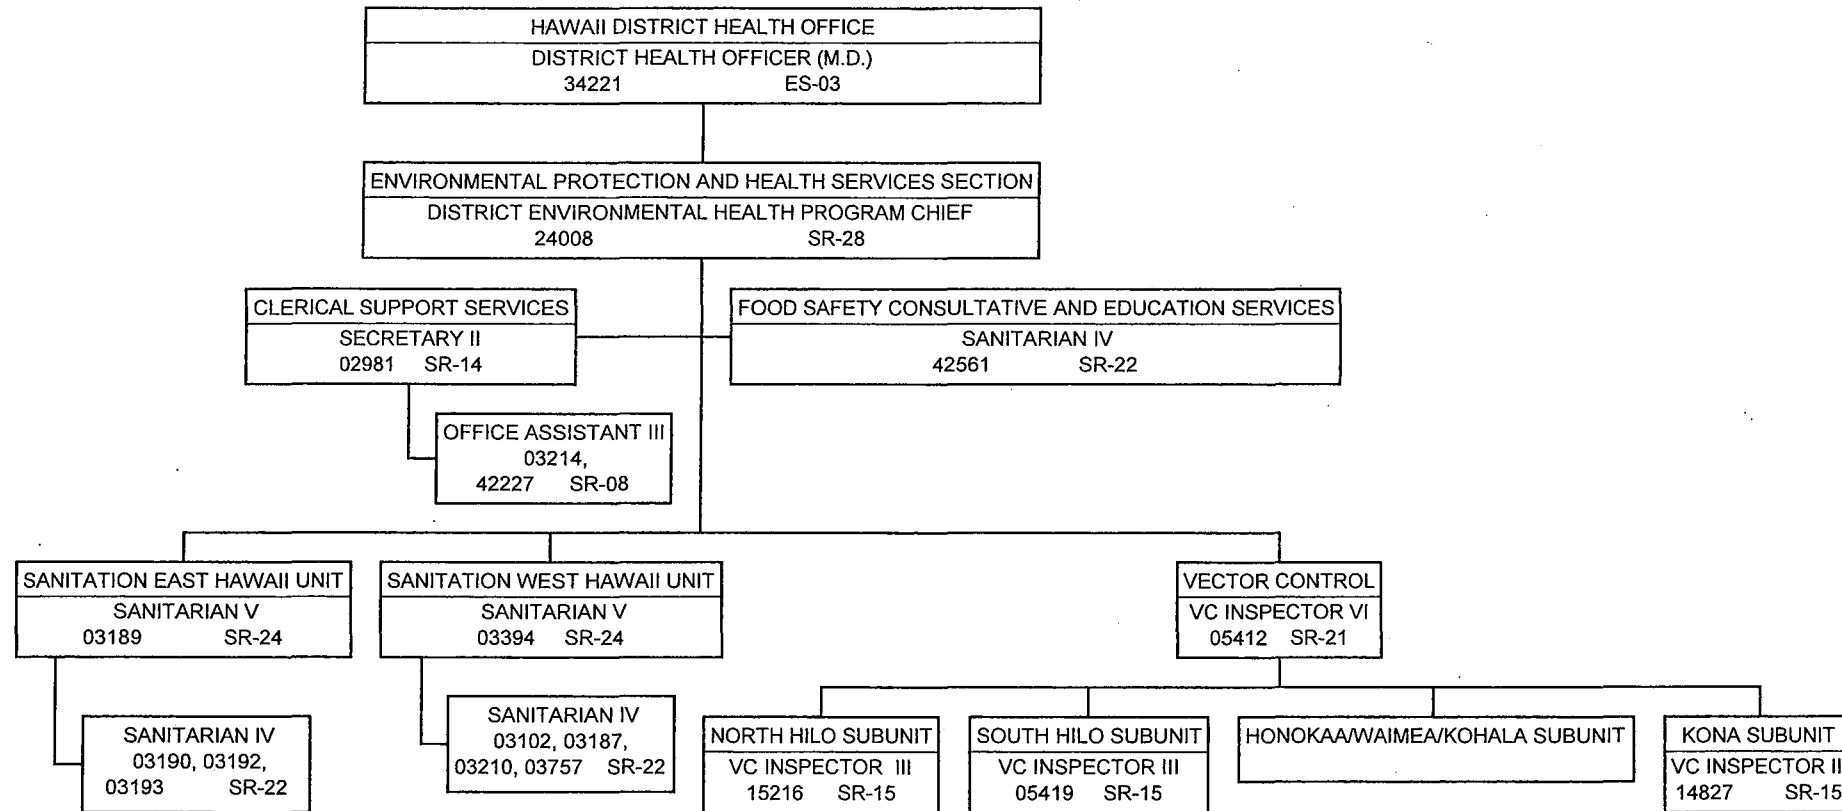 HAWAII DISTRICT HEALTH OFFICE
DISTRICT HEALTH OFFICER (M.D.)
34221 ES-03
ENVIRONMENTAL PROTECTION AND HEALTH SERVICES SECTION
DISTRICT ENVIRONMENTAL HEALTH PROGRAM CHIEF
24008 SR-28
CLERICAL SUPPORT SERVICES
SECRETARY II
02981 SR-14
FOOD SAFETY CONSULTATIVE AND EDUCATION SERVICES
SANITARIAN IV
42561 SR-22
OFFICE ASSISTANT III
03214,
42227 SR-08
SANITATION EAST HAWAII UNIT
SANITARIAN V
03189 SR-24
SANITATION WEST HAWAII UNIT
SANITARIAN V
03394 SR-24
VECTOR CONTROL
VC INSPECTOR VI
05412 SR-21
SANITARIAN IV
03190, 03192,
03193 SR-22
SANITARIAN IV
03102, 03187,
03210, 03757 SR-22
NORTH HILO SUBUNIT
VC INSPECTOR III
15216 SR-15
SOUTH HILO SUBUNIT
VC INSPECTOR III
05419 SR-15
HONOKAA/WAIMEA/KOHALA SUBUNIT
KONA SUBUNIT
VC INSPECTOR
14827 SR-15